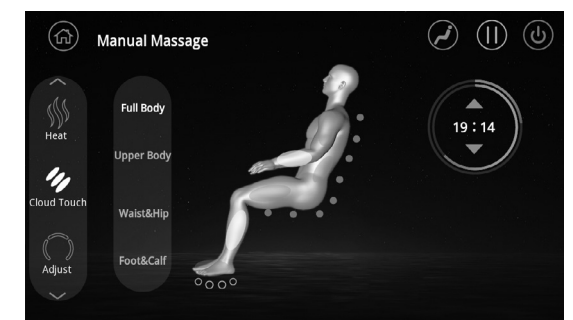 Manual Massage
Heat
Cloud Touch
Adjust
Full Body
Upper Body
Waist&Hip
Foot&Calf
19 : 14